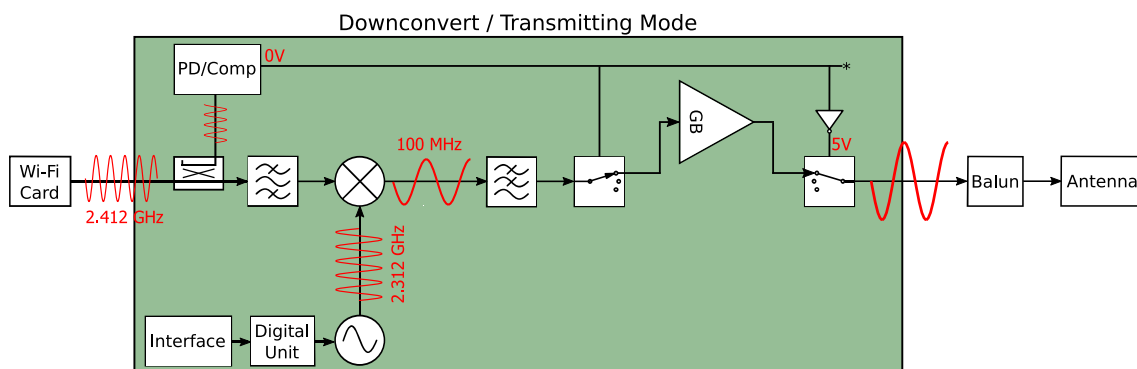 Downconvert / Transmitting Mode
PD/Comp
0V
*
GB
5V
100 MHz
Wi-Fi
Card
2.412 GHz
2.312 GHz
Balun
Antenna
Interface
Digital
Unit